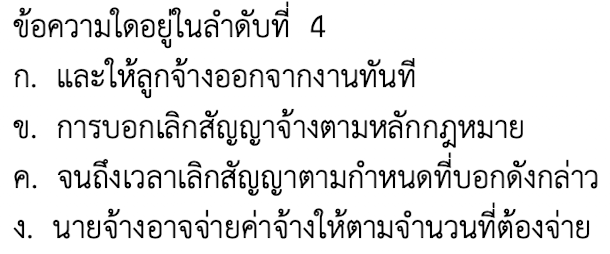 ข้อความใดอยู่ในลำดับที่ 4
ก. และให้ลูกจ้างออกจากงานทันที
ข. การบอกเลิกสัญญาจ้างตามหลักกฎหมาย
ค. จนถึงเวลาเลิกสัญญาตามกำหนดที่บอกดังกล่าว
ง. นายจ้างอาจจ่ายค่าจ้างให้ตามจำนวนที่ต้องจ่าย